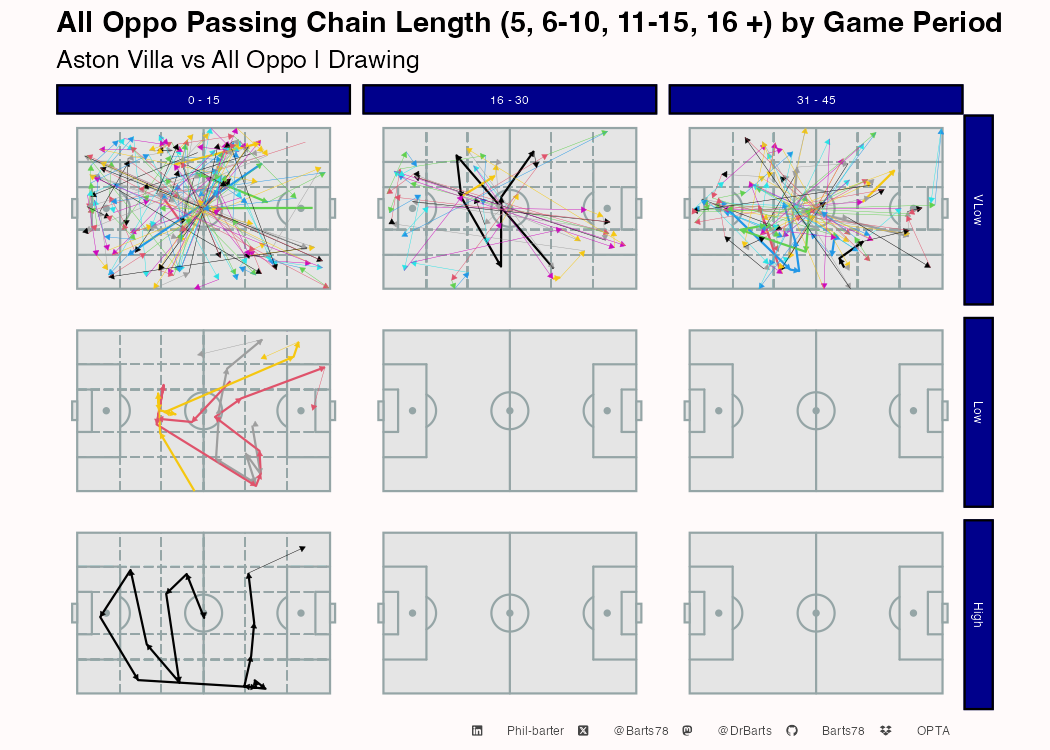 All Oppo Passing Chain Length (5, 6-10, 11-15, 16 +) by Game Period
Aston Villa vs All Oppo | Drawing
0 - 15
16 - 30
31 - 45
V.Low
Low
High
Phil-barter @Barts78 @DrBarts Barts78 OPTA